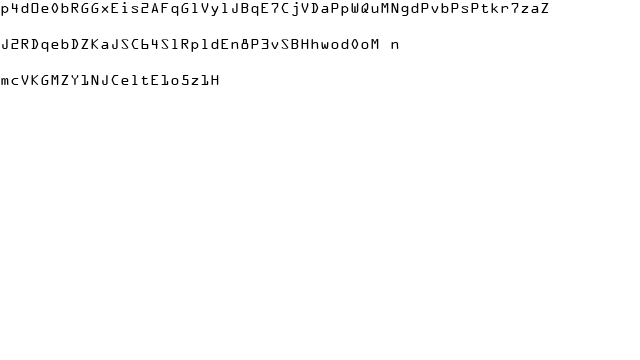 p4dOe0bRGGxEis2AFqGlVylJBqE7CjVDaPpWQuMNgdPvbPsPtkr7zaZ
J2RDqebDZKaJSC64SlRpldEn8P3vSBHhwod0oM n
mcVKGMZY1NJCeltE1o5z1H